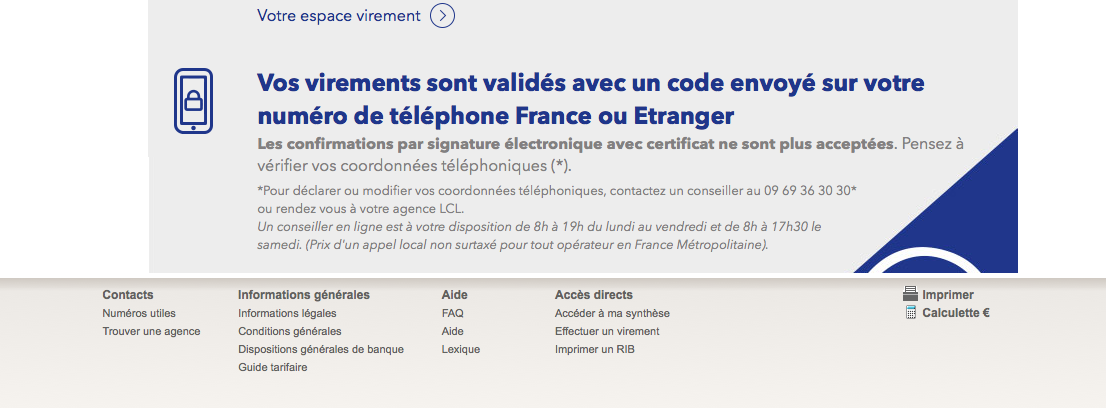 Votre espace virement
Vos virements sont validés avec un code envoyé sur votre
numéro de téléphone France ou Etranger
Les confirmations par signature électronique avec certificat ne sont plus acceptées. Pensez à
vérifier vos coordonnées téléphoniques (*).
*Pour déclarer ou modifier vos coordonnées téléphoniques, contactez un conseiller au 09 69 36 30 30*
ou rendez vous à votre agence LCL.
Un conseiller en ligne est à votre disposition de 8h à 19h du lundi au vendredi et de 8h à 17h30 le
samedi. (Prix d'un appel local non surtaxé pour tout opérateur en France Métropolitaine).
Contacts
Numéros utiles
Trouver une agence
Informations générales
Informations légales
Conditions générales
Dispositions générales de banque
Guide tarifaire
Aide
FAQ
Aide
Lexique
Accès directs
Accéder à ma synthèse
Effectuer un virement
Imprimer un RIB
Imprimer
Calculette €